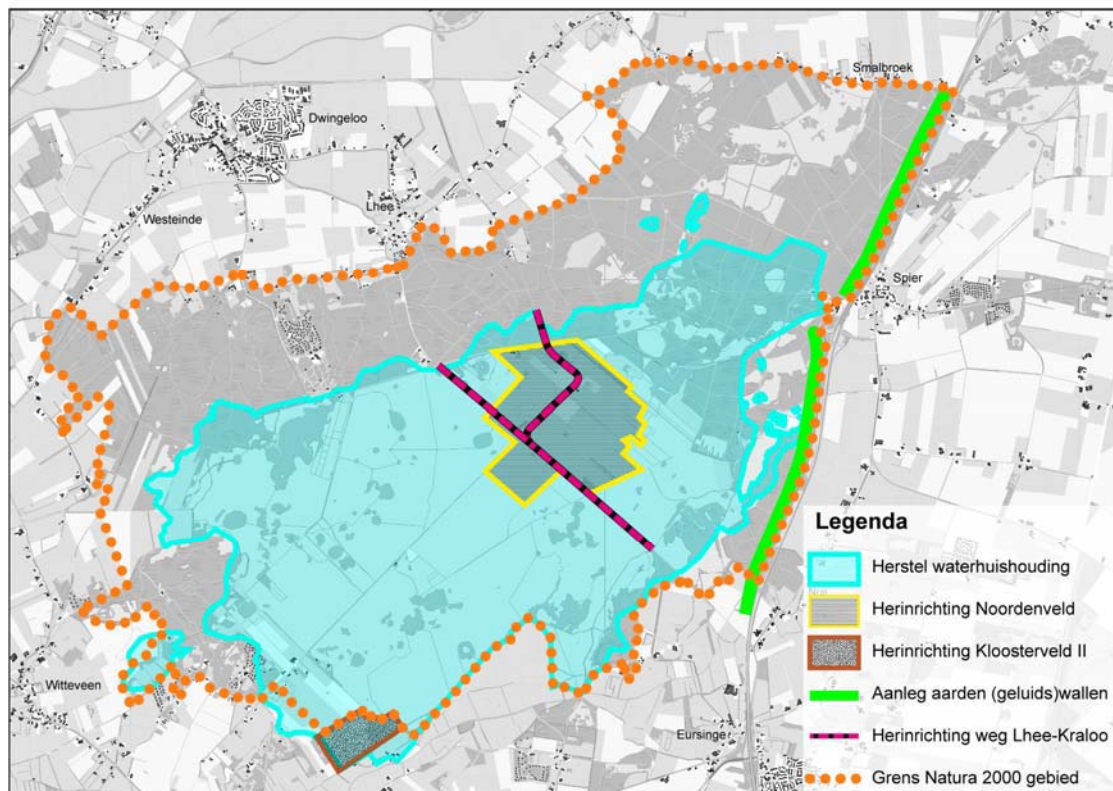 Smalbroek
Dwingeloo
Lhee
Westeinde
Spier
Witteveen
Eursinge
Legenda
Herstel waterhuishouding
Herinrichting Noordenveld
Herinrichting Kloosterveld II
Aanleg aarden (geluids)wallen
Herinrichting weg Lhee-Kraloo
Grens Natura 2000 gebied